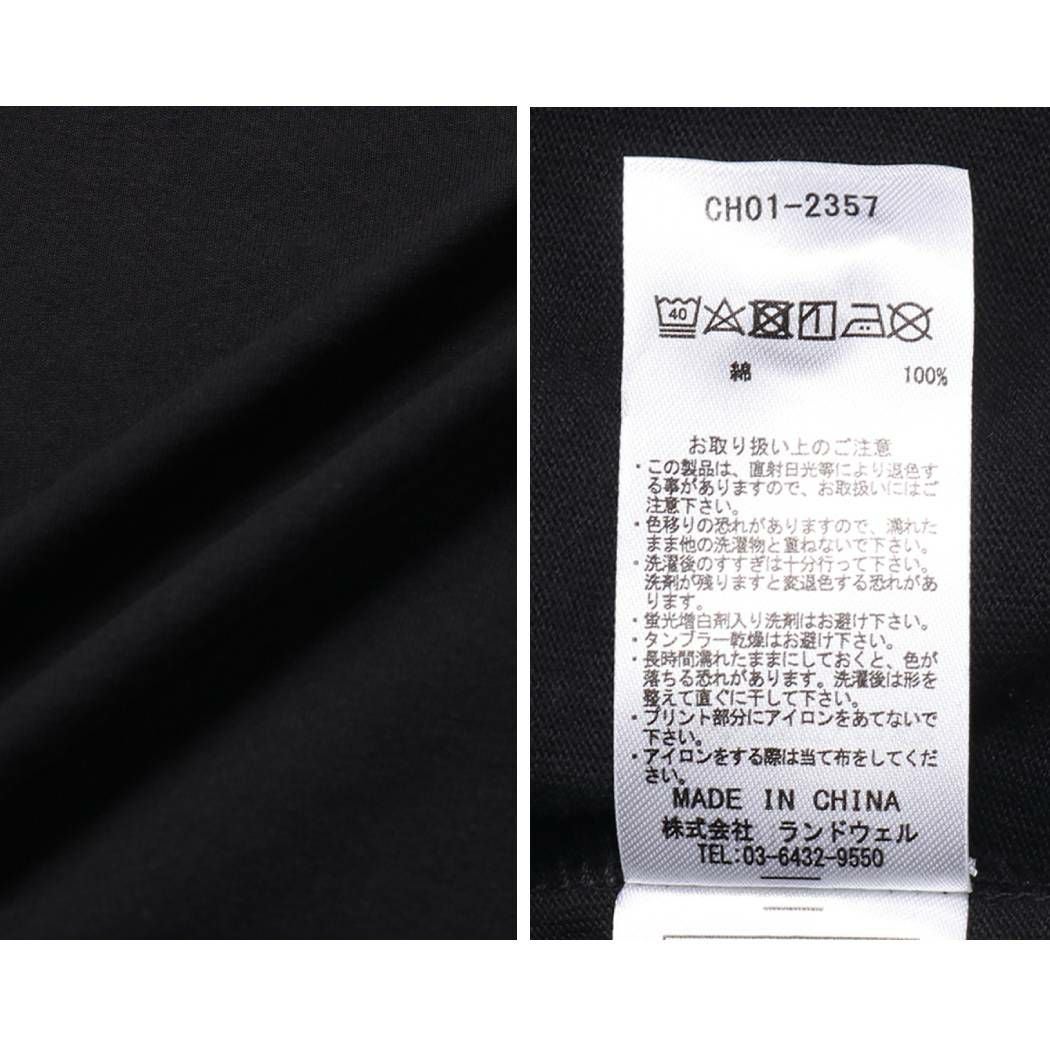 CH01-2357
40
綿 100%
お取り扱い上のご注意
・この製品は、直射日光等により退色す
る事がありますので、お取扱いにはご
注意下さい。
・色移りの恐れがありますので、濡れた
まま他の洗濯物と重ねないで下さい。
・洗濯後のすすぎは十分行って下さい。
洗剤が残りますと変退色する恐れがあ
ります。
・蛍光増白剤入り洗剤はお避け下さい。
・タンブラー乾燥はお避け下さい。
・長時間濡れたままにしておくと、色が
落ちる恐れがあります。洗濯後は形を
整えて直ぐに干して下さい。
・プリント部分にアイロンをあてないで
下さい。
・アイロンをする際は当て布をしてくだ
さい。
MADE IN CHINA
株式会社 ランドウェル
TEL:03-6432-9550